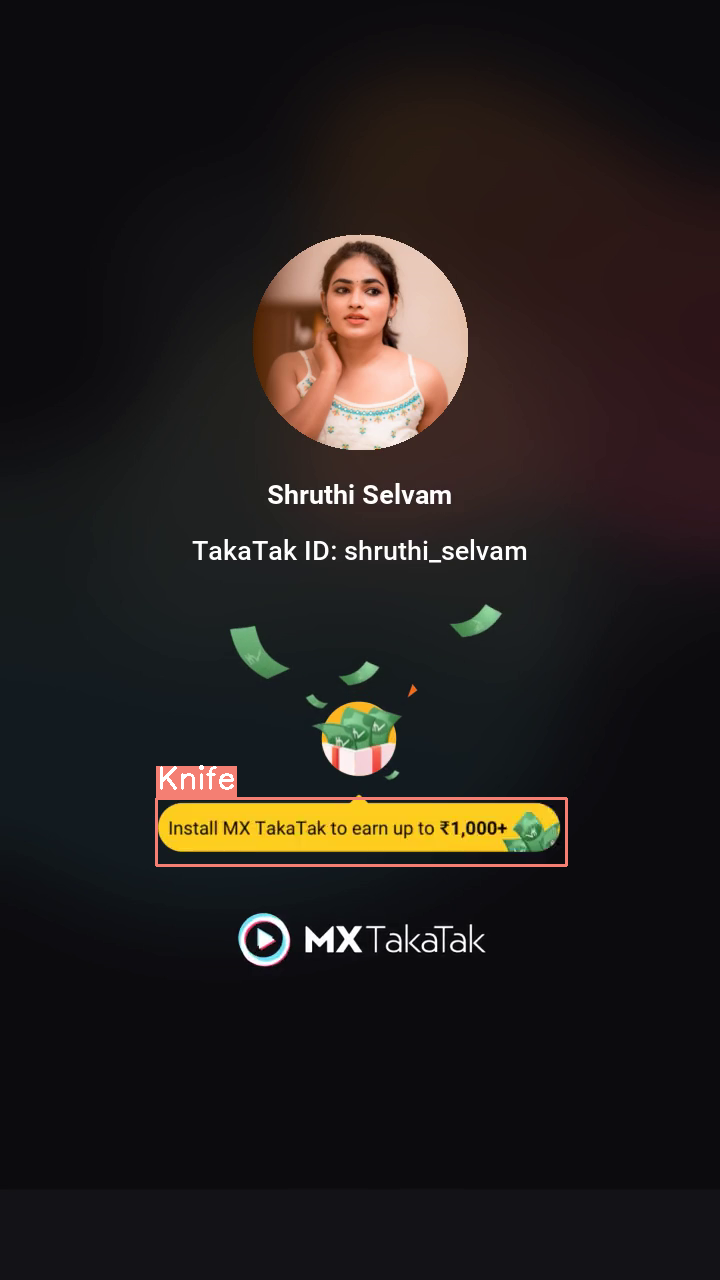 Shruthi Selvam
TakaTak ID: shruthi_selvam
Knife
Install MX TakaTak to earn up to ₹1,000+
MX TakaTak